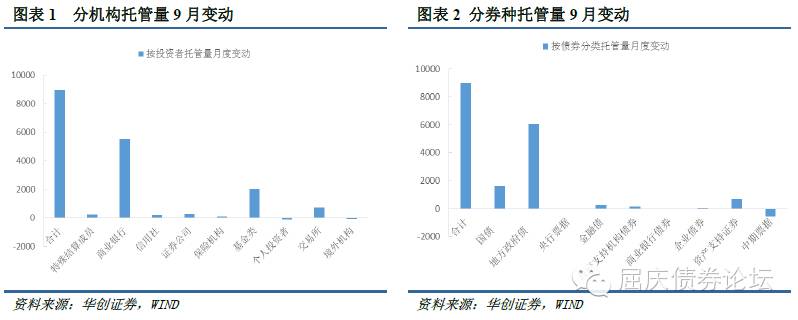 图表 1 分机构托管量 9 月变动
按投资者托管量月度变动
10000
8000
6000
4000
2000
0
-2000
合计
特殊结算成员
商业银行
信用社
证券公司
保险机构
基金类
个人投资者
交易所
境外机构
资料来源：华创证券，WIND
图表 2 分券种托管量 9 月变动
按债券分类托管量月度变动
10000
8000
6000
4000
2000
0
-2000
合计
国债
地方政府债
央行票据
金融债
支持机构债券
商业银行债券
企业债券
资产支持证券
中期票据
资料来源：华创证券，WIND
屈庆债券论坛